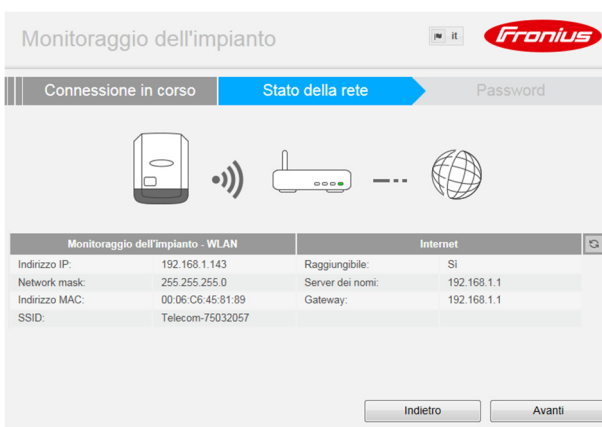 Monitoraggio dell'impianto
it
Fronius
Connessione in corso
Stato della rete
Password
Monitoraggio dell'impianto - WLAN
Internet
Indirizzo IP: 192.168.1.143 Raggiungibile: Sì
Network mask: 255.255.255.0 Server dei nomi: 192.168.1.1
Indirizzo MAC: 00:06:C6:45:81:89 Gateway: 192.168.1.1
SSID: Telecom-75032057
Indietro
Avanti